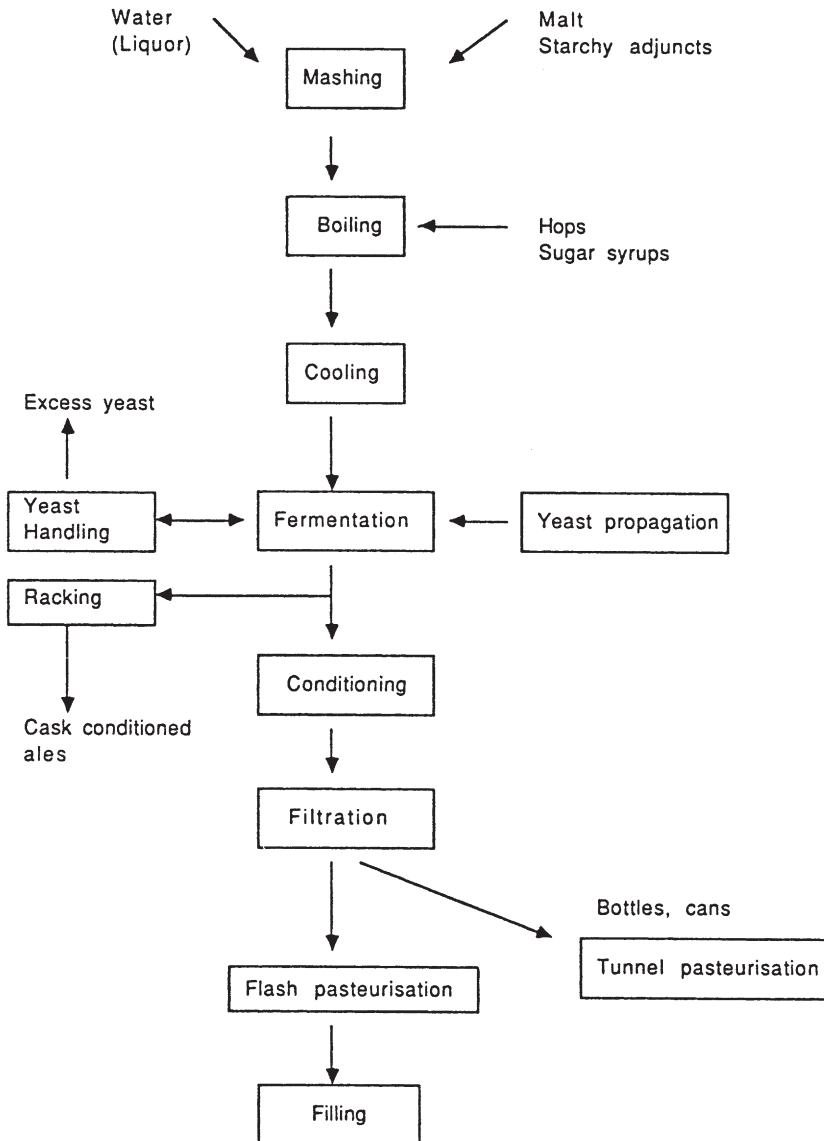 Water
(Liquor)
Malt
Starchy adjuncts
Mashing
Boiling
Hops
Sugar syrups
Cooling
Excess yeast
Yeast
Handling
Fermentation
Yeast propagation
Racking
Conditioning
Cask conditioned
ales
Filtration
Bottles, cans
Tunnel pasteurisation
Flash pasteurisation
Filling